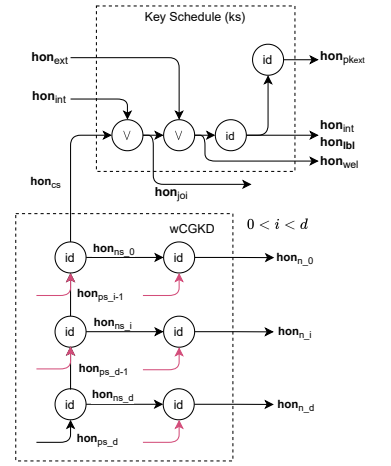 Key Schedule (ks)
hon_ext
id
hon_pkext
hon_int
\/
\/
id
hon_int
hon_lbl
hon_wel
hon_cs
hon_joi
wCGKD
0 < i < d
id
hon_ns_0
id
hon_n_0
hon_ps_i-1
id
hon_ns_i
id
hon_n_i
hon_ps_d-1
id
hon_ns_d
id
hon_n_d
hon_ps_d